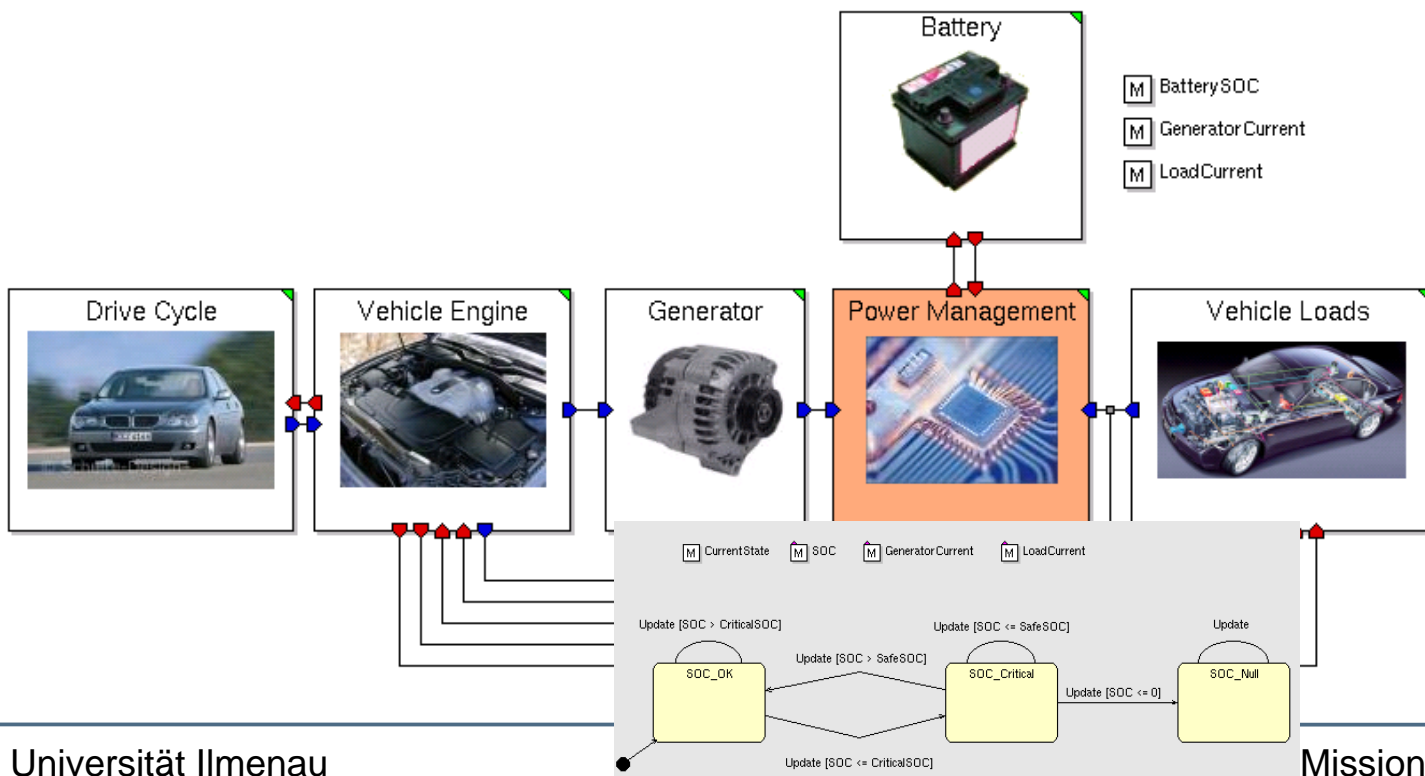 Battery
M BatterySOC
M GeneratorCurrent
M LoadCurrent
Drive Cycle
Vehicle Engine
Generator
Power Management
Vehicle Loads
M CurrentState M SOC M GeneratorCurrent M LoadCurrent
Update [SOC > CriticalSOC]
Update [SOC <= SafeSOC]
Update
Update [SOC > SafeSOC]
SOC_OK
SOC_Critical
SOC_Null
Update [SOC <= 0]
Update [SOC <= CriticalSOC]
Universität Ilmenau
Mission